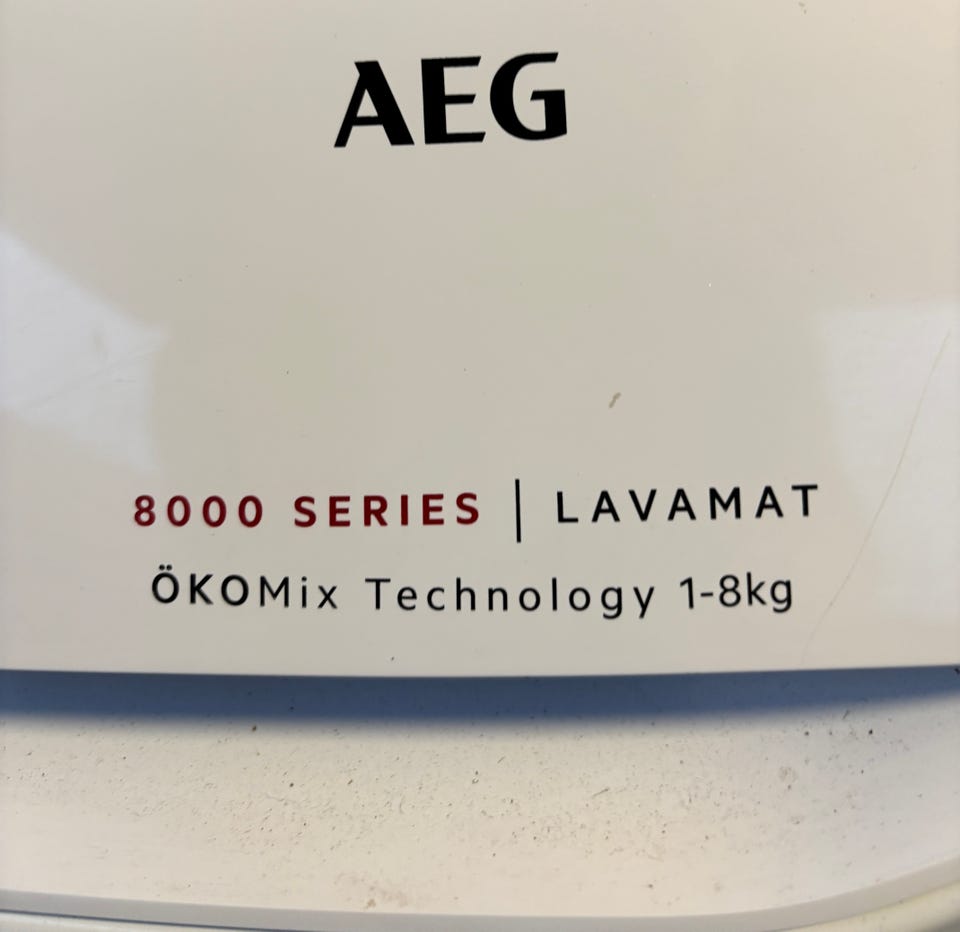 AEG
8000 SERIES | LAVAMAT
ÖKOMix Technology 1-8kg